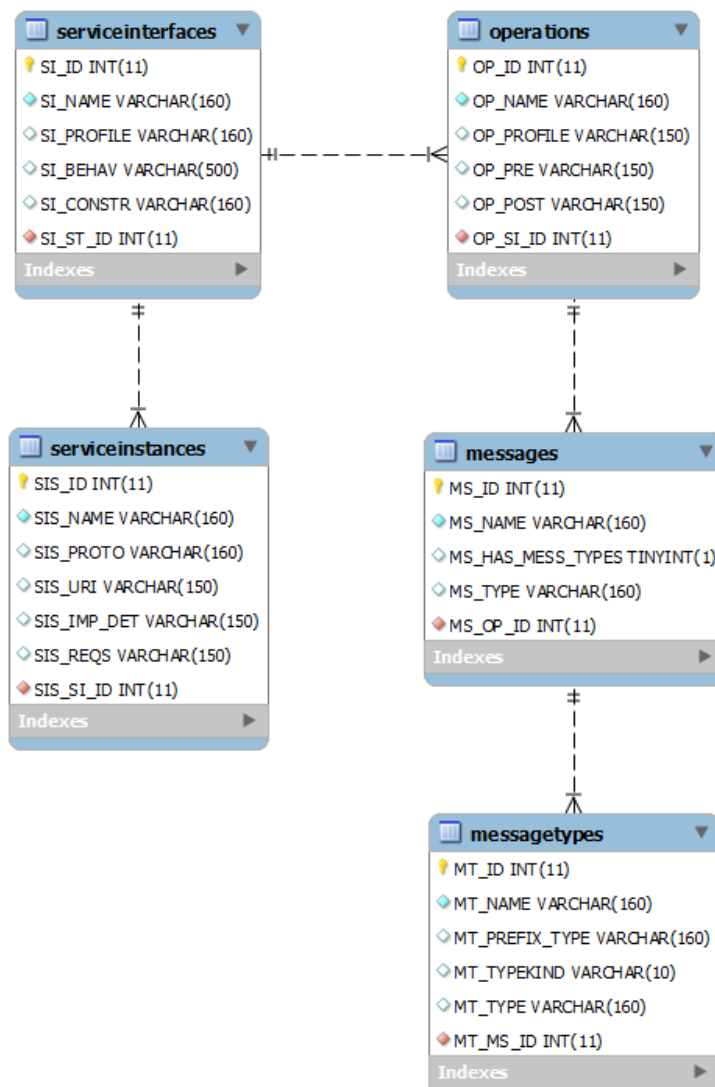 serviceinterfaces
SI_ID INT(11)
SI_NAME VARCHAR(160)
SI_PROFILE VARCHAR(160)
SI_BEHAV VARCHAR(500)
SI_CONSTR VARCHAR(160)
SI_ST_ID INT(11)
Indexes
operations
OP_ID INT(11)
OP_NAME VARCHAR(160)
OP_PROFILE VARCHAR(150)
OP_PRE VARCHAR(150)
OP_POST VARCHAR(150)
OP_SI_ID INT(11)
Indexes
serviceinstances
SIS_ID INT(11)
SIS_NAME VARCHAR(160)
SIS_PROTO VARCHAR(160)
SIS_URI VARCHAR(150)
SIS_IMP_DET VARCHAR(150)
SIS_REQS VARCHAR(150)
SIS_SI_ID INT(11)
Indexes
messages
MS_ID INT(11)
MS_NAME VARCHAR(160)
MS_HAS_MESS_TYPES TINYINT(1)
MS_TYPE VARCHAR(160)
MS_OP_ID INT(11)
Indexes
messagetypes
MT_ID INT(11)
MT_NAME VARCHAR(160)
MT_PREFIX_TYPE VARCHAR(160)
MT_TYPEKIND VARCHAR(10)
MT_TYPE VARCHAR(160)
MT_MS_ID INT(11)
Indexes